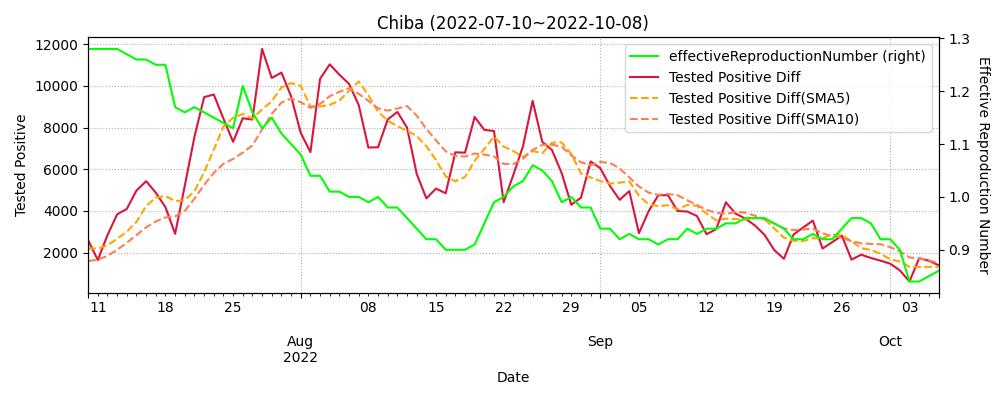 Chiba (2022-07-10~2022-10-08)
effectiveReproductionNumber (right)
Tested Positive Diff
Tested Positive Diff(SMA5)
Tested Positive Diff(SMA10)
12000
10000
8000
6000
4000
2000
Tested Positive
1.3
1.2
1.1
1.0
0.9
Effective Reproduction Number
11 18 25 08 15 22 29 05 12 19 26 03
Aug Sep Oct
2022
Date